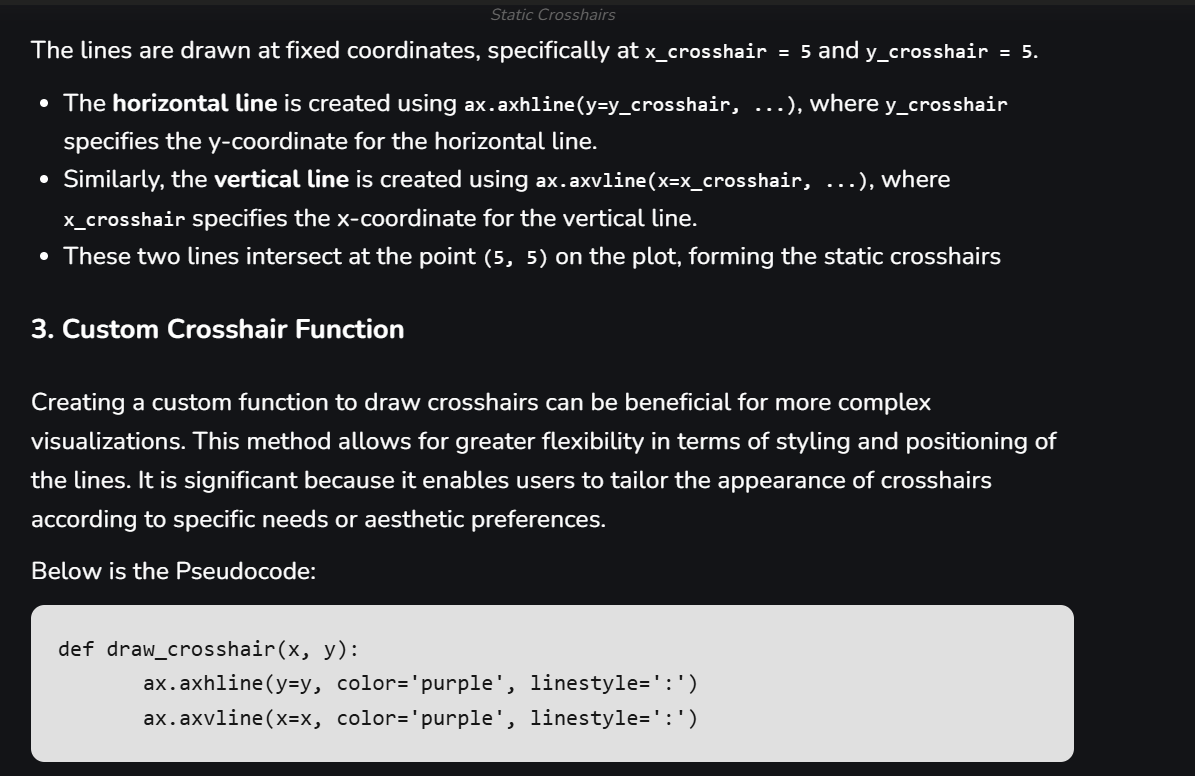 Static Crosshairs
The lines are drawn at fixed coordinates, specifically at x_crosshair = 5 and y_crosshair = 5.
• The horizontal line is created using ax.axhline(y=y_crosshair, ...), where y_crosshair
specifies the y-coordinate for the horizontal line.
• Similarly, the vertical line is created using ax.axvline(x=x_crosshair, ...), where
x_crosshair specifies the x-coordinate for the vertical line.
• These two lines intersect at the point (5, 5) on the plot, forming the static crosshairs
3. Custom Crosshair Function
Creating a custom function to draw crosshairs can be beneficial for more complex
visualizations. This method allows for greater flexibility in terms of styling and positioning of
the lines. It is significant because it enables users to tailor the appearance of crosshairs
according to specific needs or aesthetic preferences.
Below is the Pseudocode:
def draw_crosshair(x, y):
       ax.axhline(y=y, color='purple', linestyle=':')
       ax.axvline(x=x, color='purple', linestyle=':')